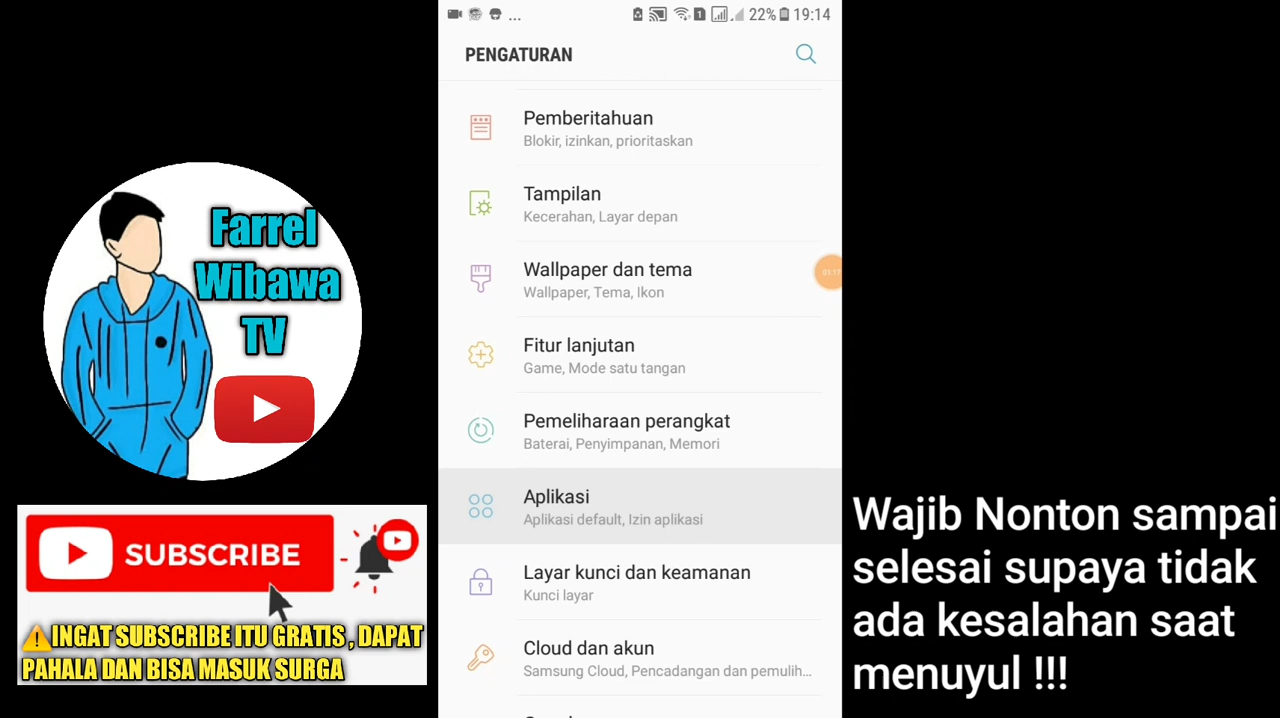 Farrel
Wibawa
TV
SUBSCRIBE
⚠INGAT SUBSCRIBE ITU GRATIS , DAPAT
PAHALA DAN BISA MASUK SURGA
... 1 22% 19:14
PENGATURAN
Pemberitahuan
Blokir, izinkan, prioritaskan
Tampilan
Kecerahan, Layar depan
Wallpaper dan tema
Wallpaper, Tema, Ikon
01:17
Fitur lanjutan
Game, Mode satu tangan
Pemeliharaan perangkat
Baterai, Penyimpanan, Memori
Aplikasi
Aplikasi default, Izin aplikasi
Layar kunci dan keamanan
Kunci layar
Cloud dan akun
Samsung Cloud, Pencadangan dan pemulih...
Wajib Nonton sampai
selesai supaya tidak
ada kesalahan saat
menuyul !!!